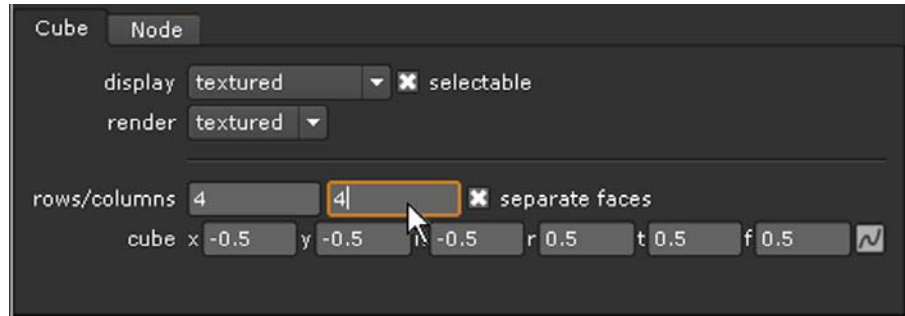 Cube Node
display textured selectable
render textured
rows/columns 4 4 separate faces
cube x -0.5 y -0.5 n -0.5 r 0.5 t 0.5 f 0.5